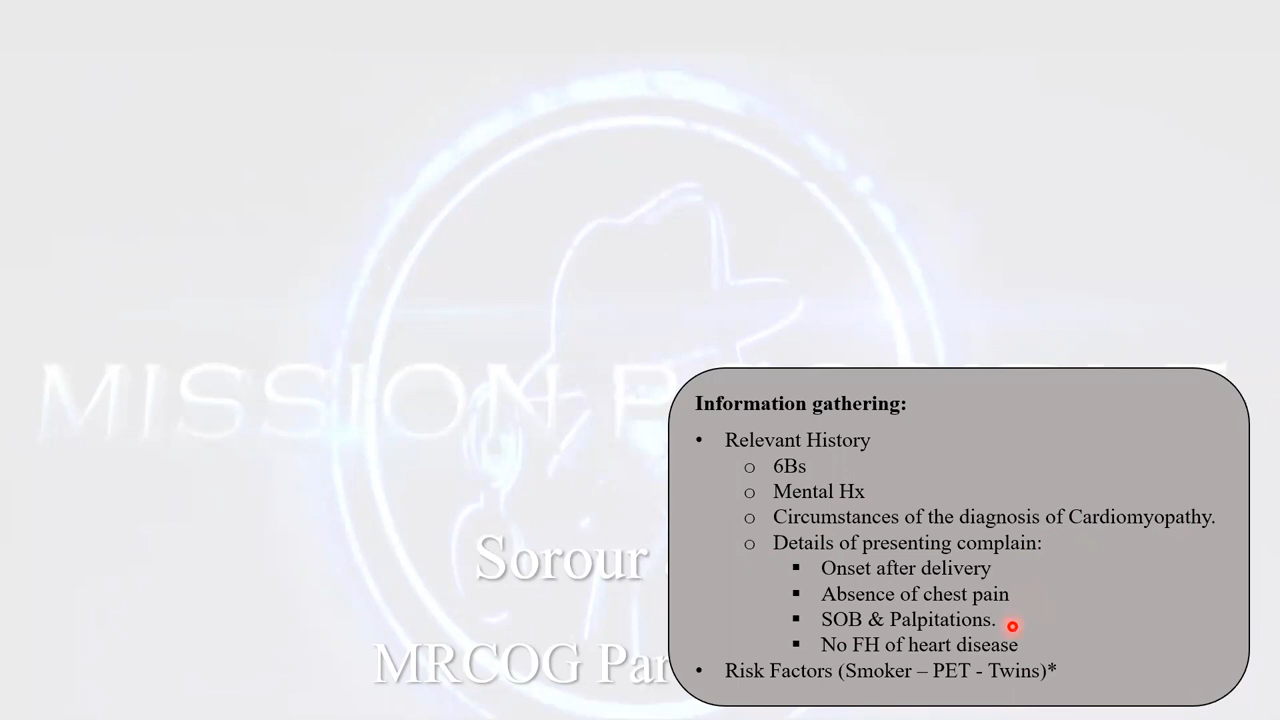 MISSION P
Sorour
MRCOG Par
Information gathering:
• Relevant History
o 6Bs
o Mental Hx
o Circumstances of the diagnosis of Cardiomyopathy.
o Details of presenting complain:
▪ Onset after delivery
▪ Absence of chest pain
▪ SOB & Palpitations.
▪ No FH of heart disease
• Risk Factors (Smoker – PET - Twins)*